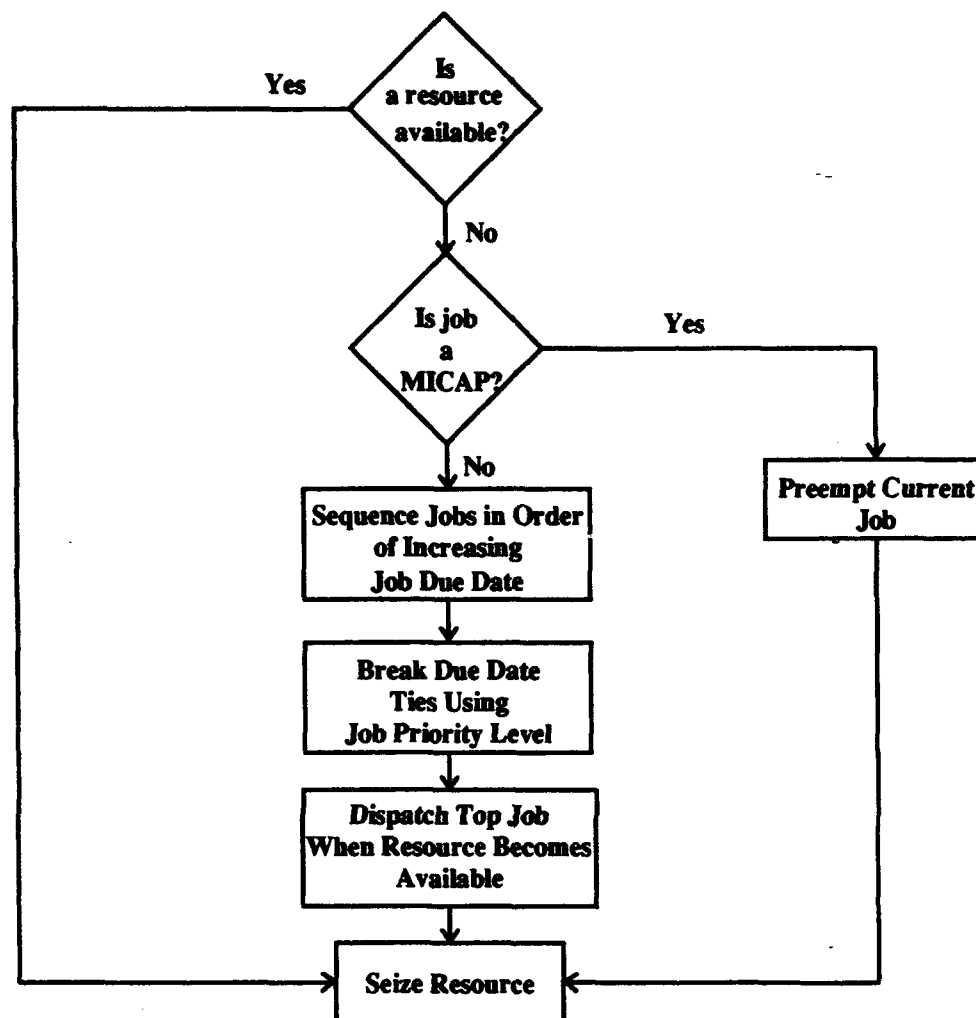 Is
a resource
available?
Yes
No
Is job
a
MICAP?
Yes
No
Preempt Current
Job
Sequence Jobs in Order
of Increasing
Job Due Date
Break Due Date
Ties Using
Job Priority Level
Dispatch Top Job
When Resource Becomes
Available
Seize Resource